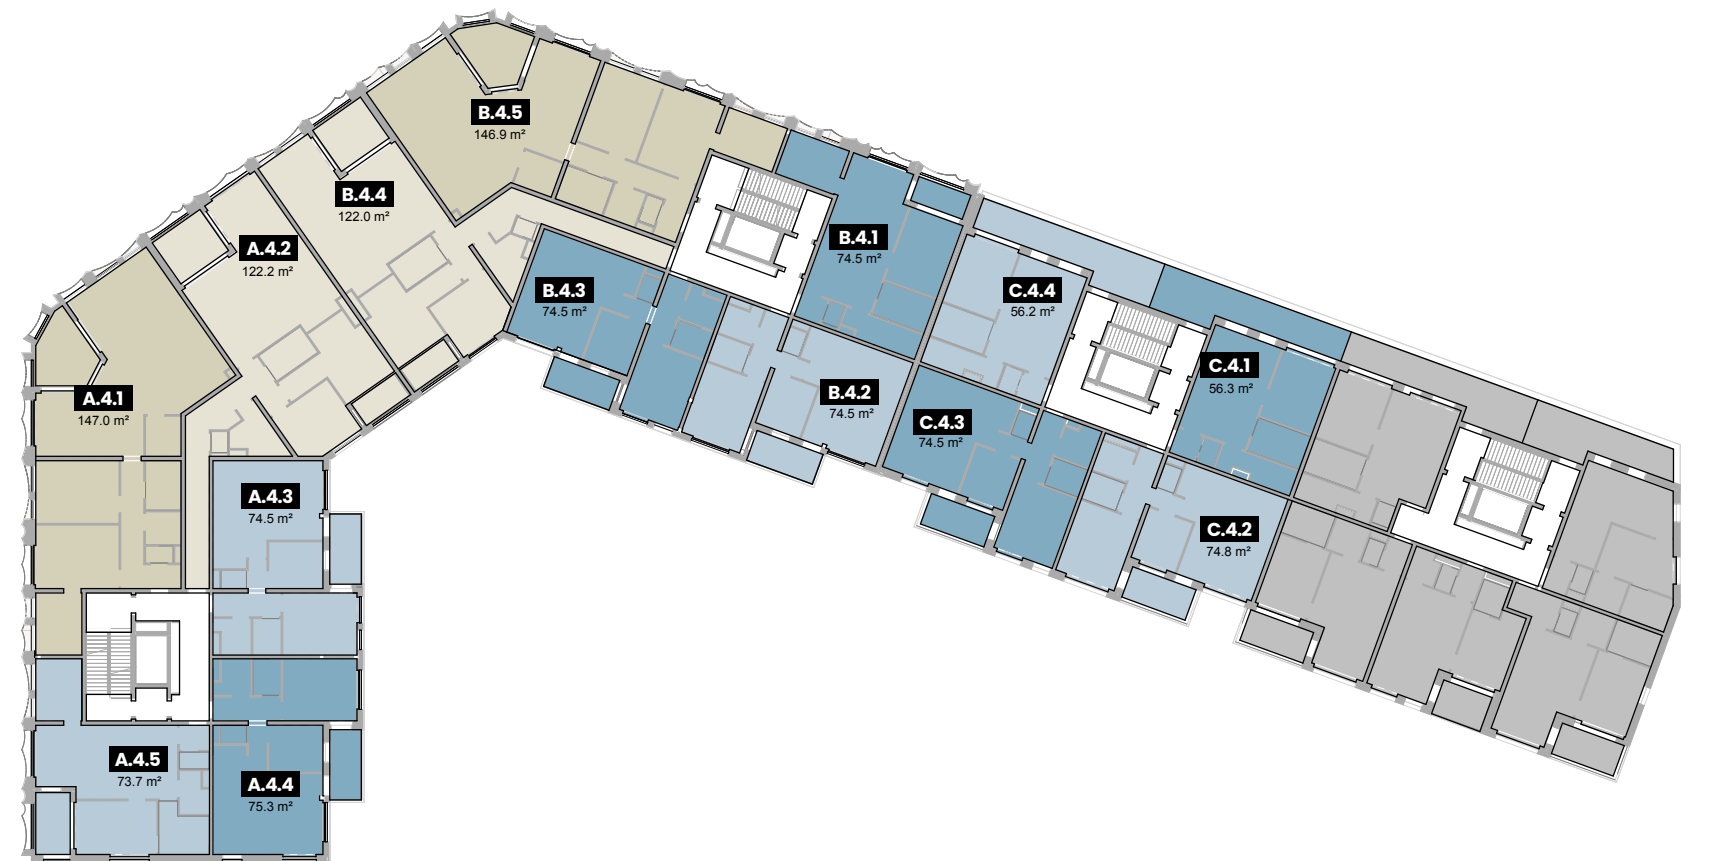 B.4.5
146.9 m²
B.4.4
122.0 m²
A.4.2
122.2 m²
B.4.1
74.5 m²
B.4.3
74.5 m²
C.4.4
56.2 m²
C.4.1
56.3 m²
A.4.1
147.0 m²
B.4.2
74.5 m²
C.4.3
74.5 m²
A.4.3
74.5 m²
C.4.2
74.8 m²
A.4.5
73.7 m²
A.4.4
75.3 m²